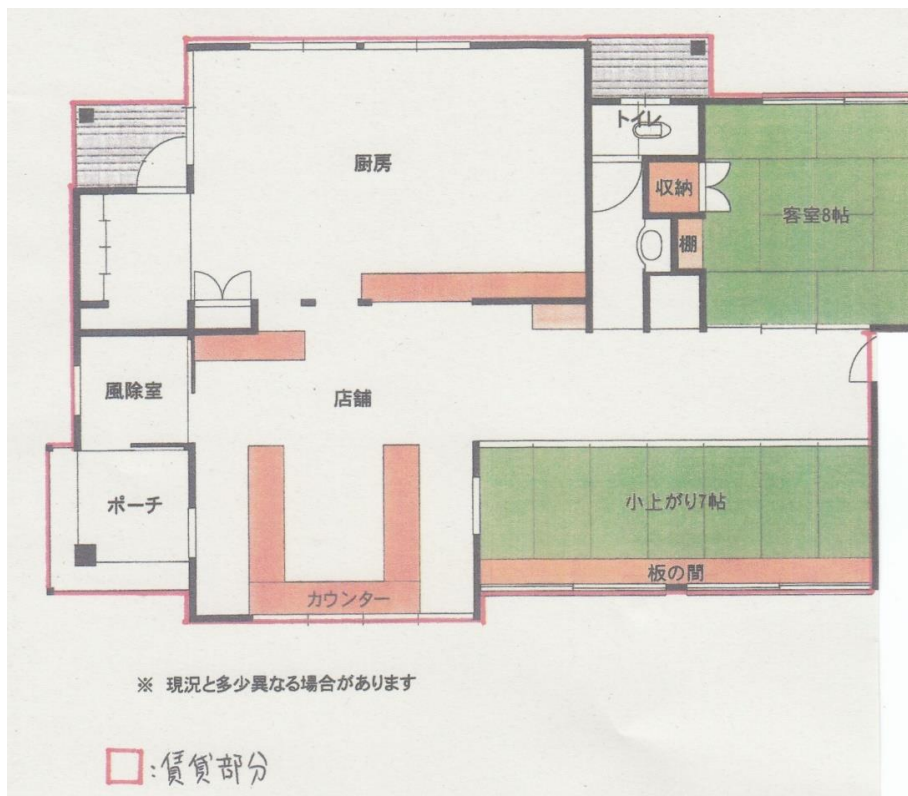 トイレ
厨房
収納
客室8帖
棚
風除室
店舗
ポーチ
小上がり7帖
板の間
カウンター
※ 現況と多少異なる場合があります
:賃貸部分